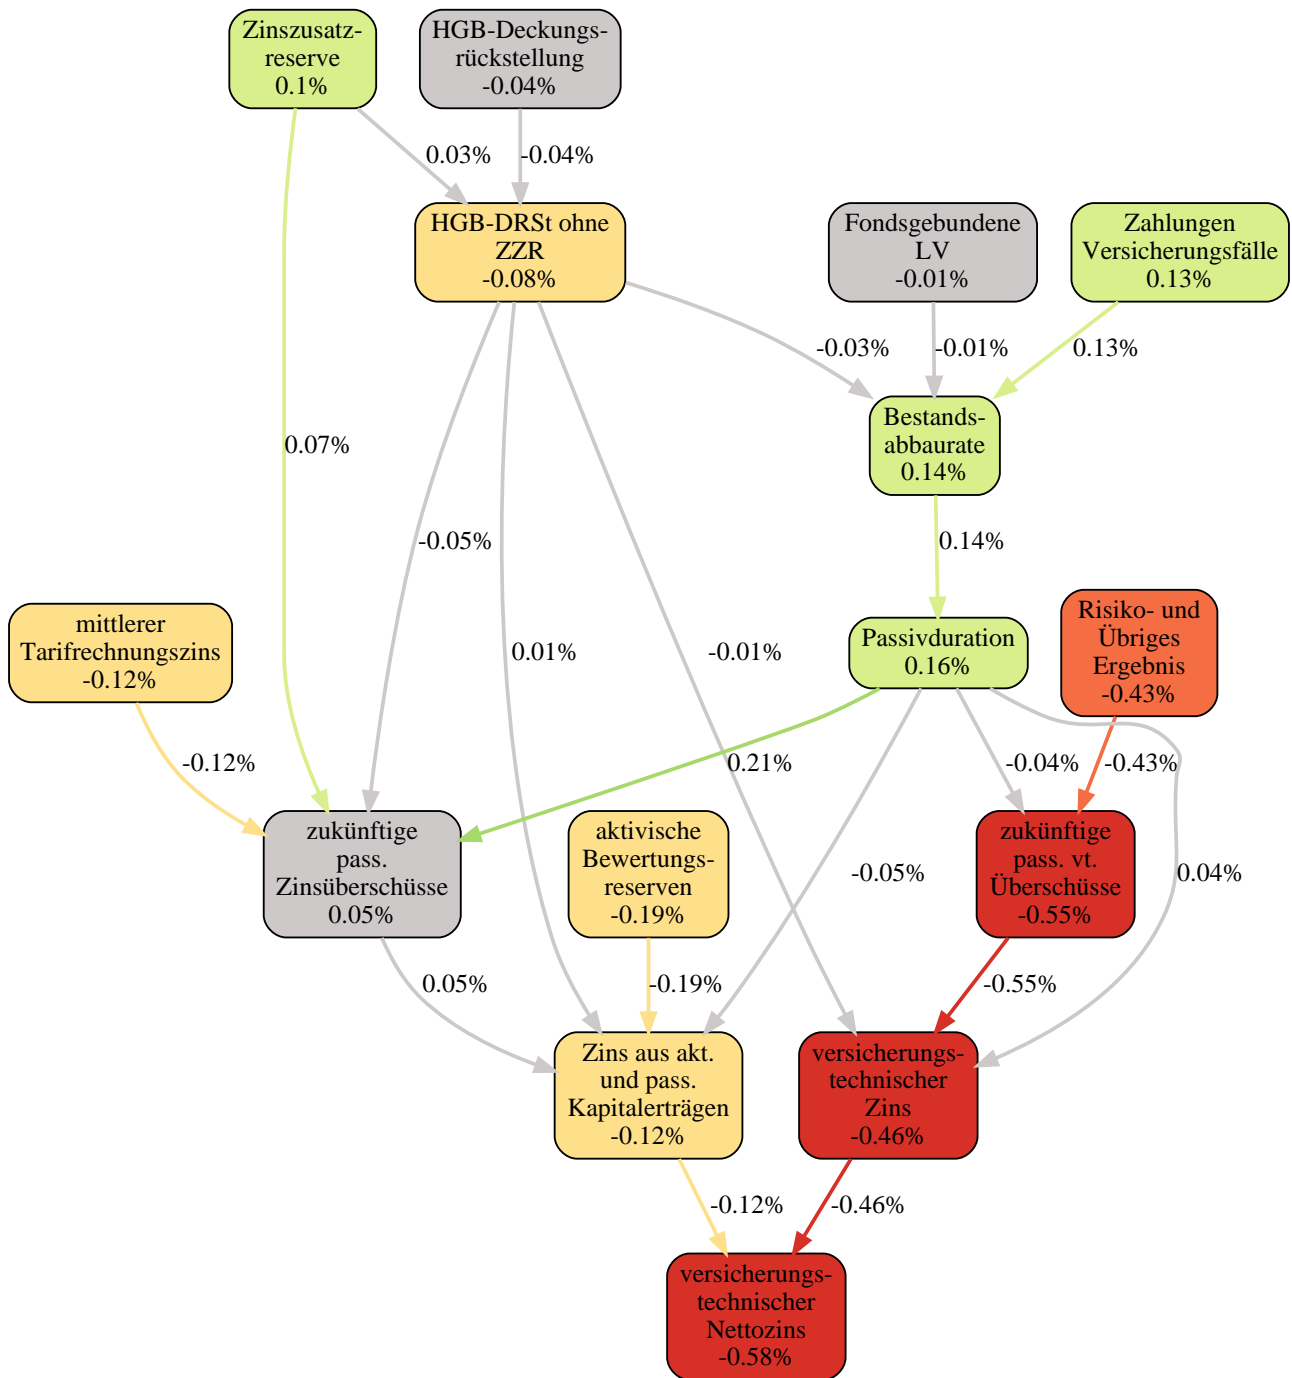 Zinszusatz-
reserve
0.1%
HGB-Deckungs-
rückstellung
-0.04%
0.03%
-0.04%
HGB-DRSt ohne
ZZR
-0.08%
Fondsgebundene
LV
-0.01%
Zahlungen
Versicherungsfälle
0.13%
-0.03%
-0.01%
0.13%
Bestands-
abbaurate
0.14%
0.07%
-0.05%
0.14%
mittlerer
Tarifrechnungszins
-0.12%
0.01%
-0.01%
Passivduration
0.16%
Risiko- und
Übriges
Ergebnis
-0.43%
-0.12%
0.21%
-0.04%
-0.43%
zukünftige
pass.
Zinsüberschüsse
0.05%
aktivische
Bewertungs-
reserven
-0.19%
-0.05%
zukünftige
pass. vt.
Überschüsse
-0.55%
0.04%
0.05%
-0.19%
-0.55%
Zins aus akt.
und pass.
Kapitalerträgen
-0.12%
versicherungs-
technischer
Zins
-0.46%
-0.12%
-0.46%
versicherungs-
technischer
Nettozins
-0.58%